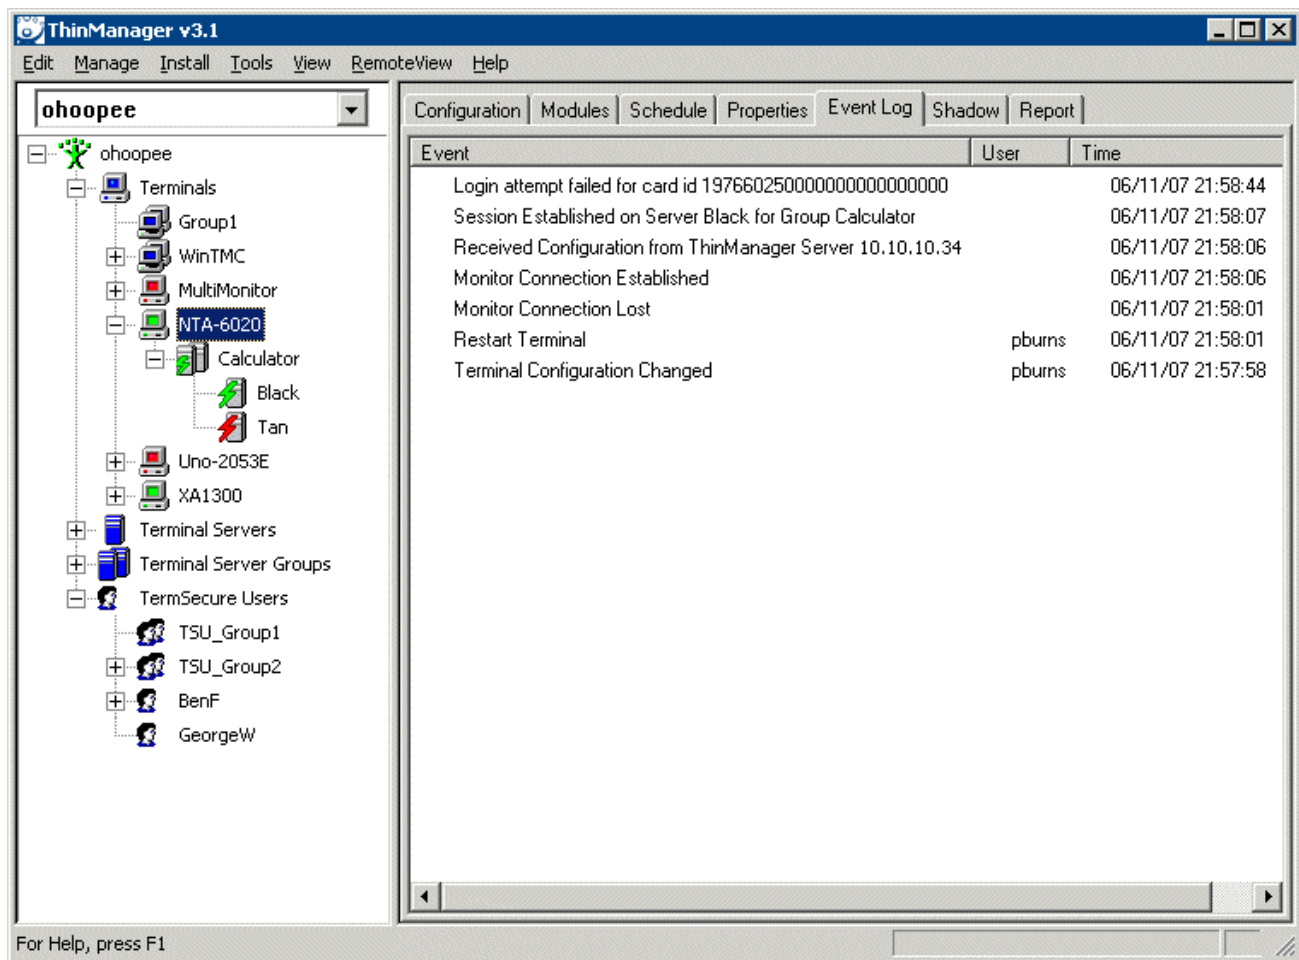 ThinManager v3.1
Edit Manage Install Tools View RemoteView Help
ohoopee
ohoopee
Terminals
Group1
WinTMC
MultiMonitor
NTA-6020
Calculator
Black
Tan
Uno-2053E
XA1300
Terminal Servers
Terminal Server Groups
TermSecure Users
TSU_Group1
TSU_Group2
BenF
GeorgeW
Configuration Modules Schedule Properties Event Log Shadow Report
Event User Time
Login attempt failed for card id 197660250000000000000000 06/11/07 21:58:44
Session Established on Server Black for Group Calculator 06/11/07 21:58:07
Received Configuration from ThinManager Server 10.10.10.34 06/11/07 21:58:06
Monitor Connection Established 06/11/07 21:58:06
Monitor Connection Lost 06/11/07 21:58:01
Restart Terminal pburns 06/11/07 21:58:01
Terminal Configuration Changed pburns 06/11/07 21:57:58
For Help, press F1